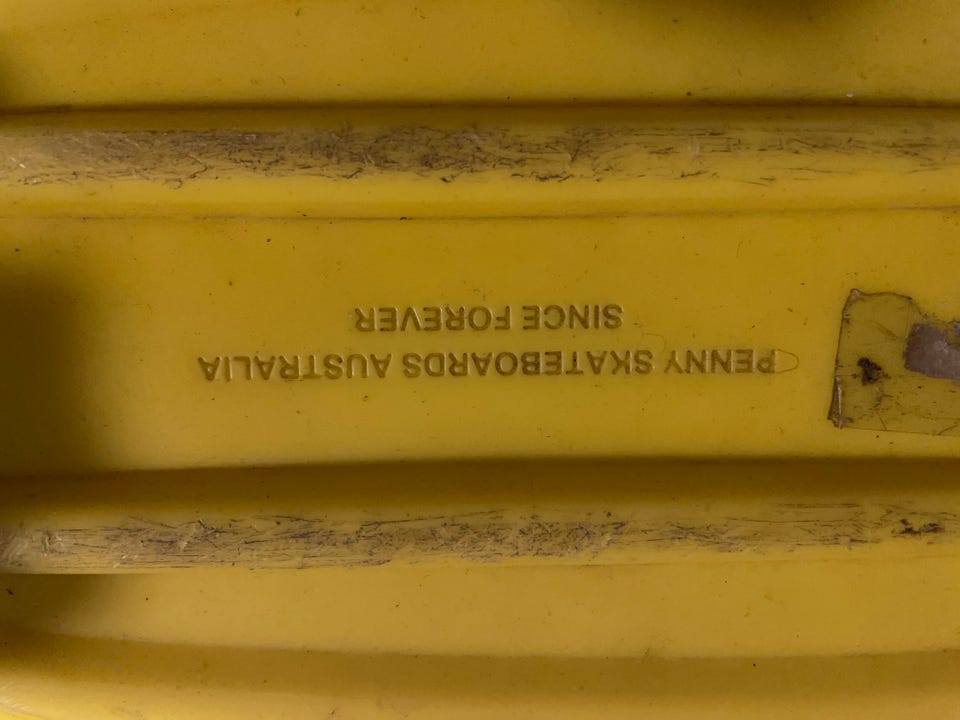 PENNY SKATEBOARDS AUSTRALIA
SINCE FOREVER